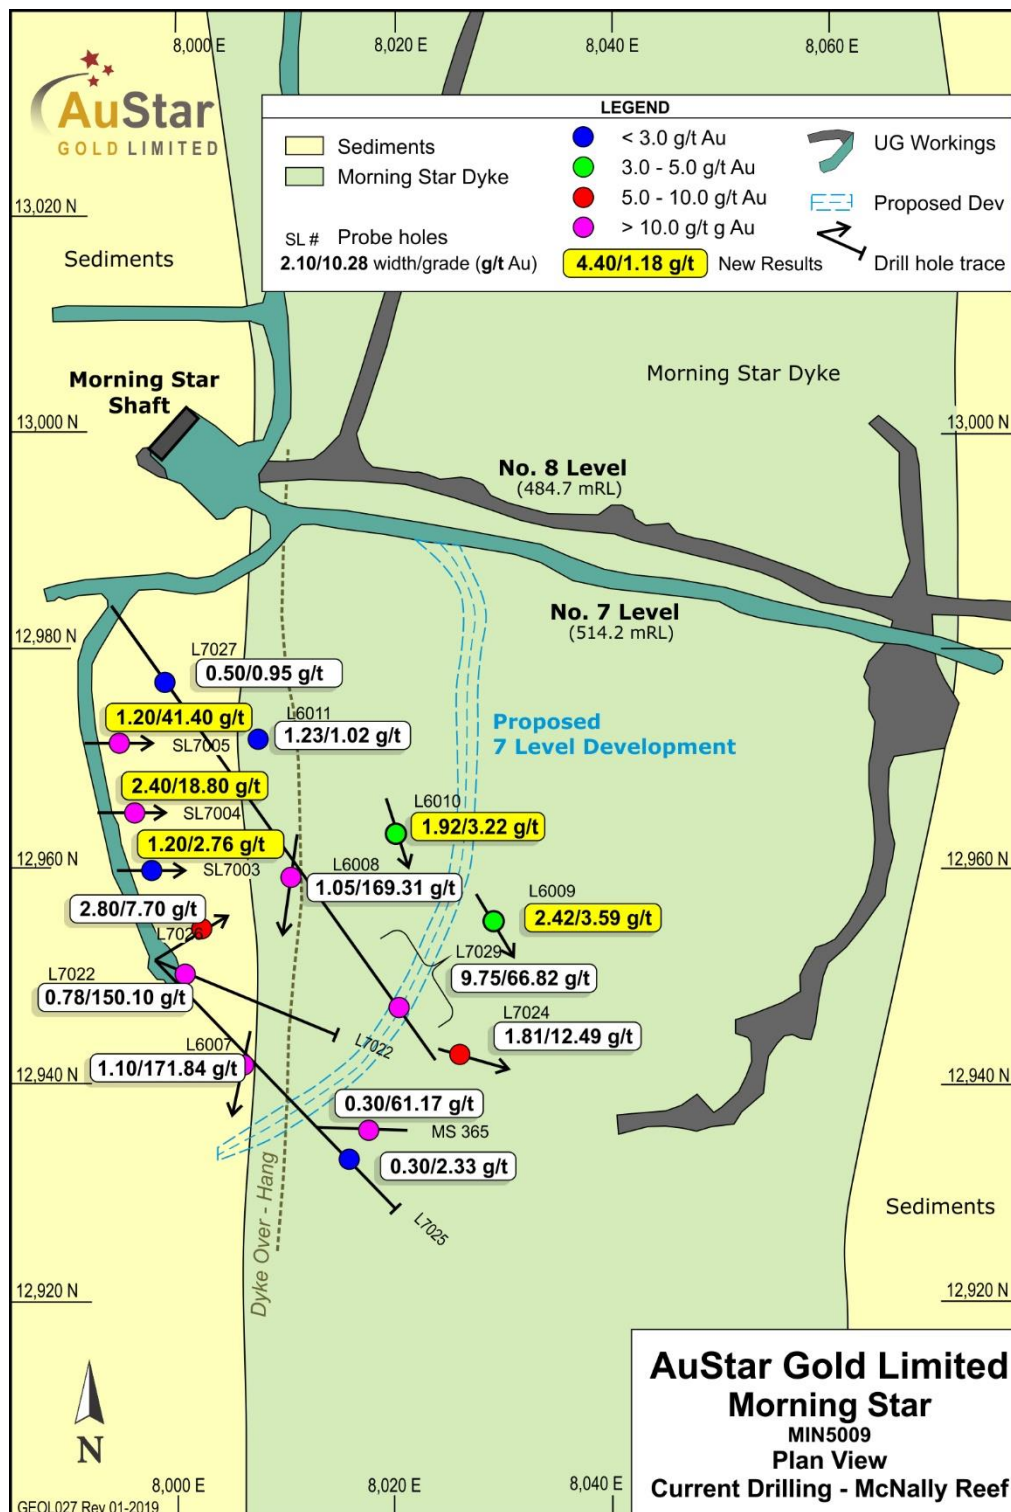 8,000 E
8,020 E
8,040 E
8,060 E
AuStar
GOLD LIMITED
LEGEND
Sediments
Morning Star Dyke
SL # Probe holes
2.10/10.28 width/grade (g/t Au)
< 3.0 g/t Au
3.0 - 5.0 g/t Au
5.0 - 10.0 g/t Au
> 10.0 g/t g Au
4.40/1.18 g/t New Results
UG Workings
Proposed Dev
Drill hole trace
13,020 N
Sediments
Morning Star
Shaft
Morning Star Dyke
13,000 N
13,000 N
No. 8 Level
(484.7 mRL)
No. 7 Level
(514.2 mRL)
12,980 N
12,980 N
L7027
0.50/0.95 g/t
1.20/41.40 g/t
SL7005
L6011
1.23/1.02 g/t
Proposed
7 Level Development
2.40/18.80 g/t
SL7004
L6010
1.92/3.22 g/t
1.20/2.76 g/t
SL7003
12,960 N
12,960 N
L6008
1.05/169.31 g/t
L6009
2.42/3.59 g/t
2.80/7.70 g/t
L7026
L7029
9.75/66.82 g/t
L7022
0.78/150.10 g/t
L7024
1.81/12.49 g/t
L7022
L6007
1.10/171.84 g/t
12,940 N
12,940 N
0.30/61.17 g/t
MS 365
0.30/2.33 g/t
L7025
Dyke Over - Hang
Sediments
12,920 N
12,920 N
N
8,000 E
8,020 E
8,040 E
GEOL027 Rev 01-2019
AuStar Gold Limited
Morning Star
MIN5009
Plan View
Current Drilling - McNally Reef